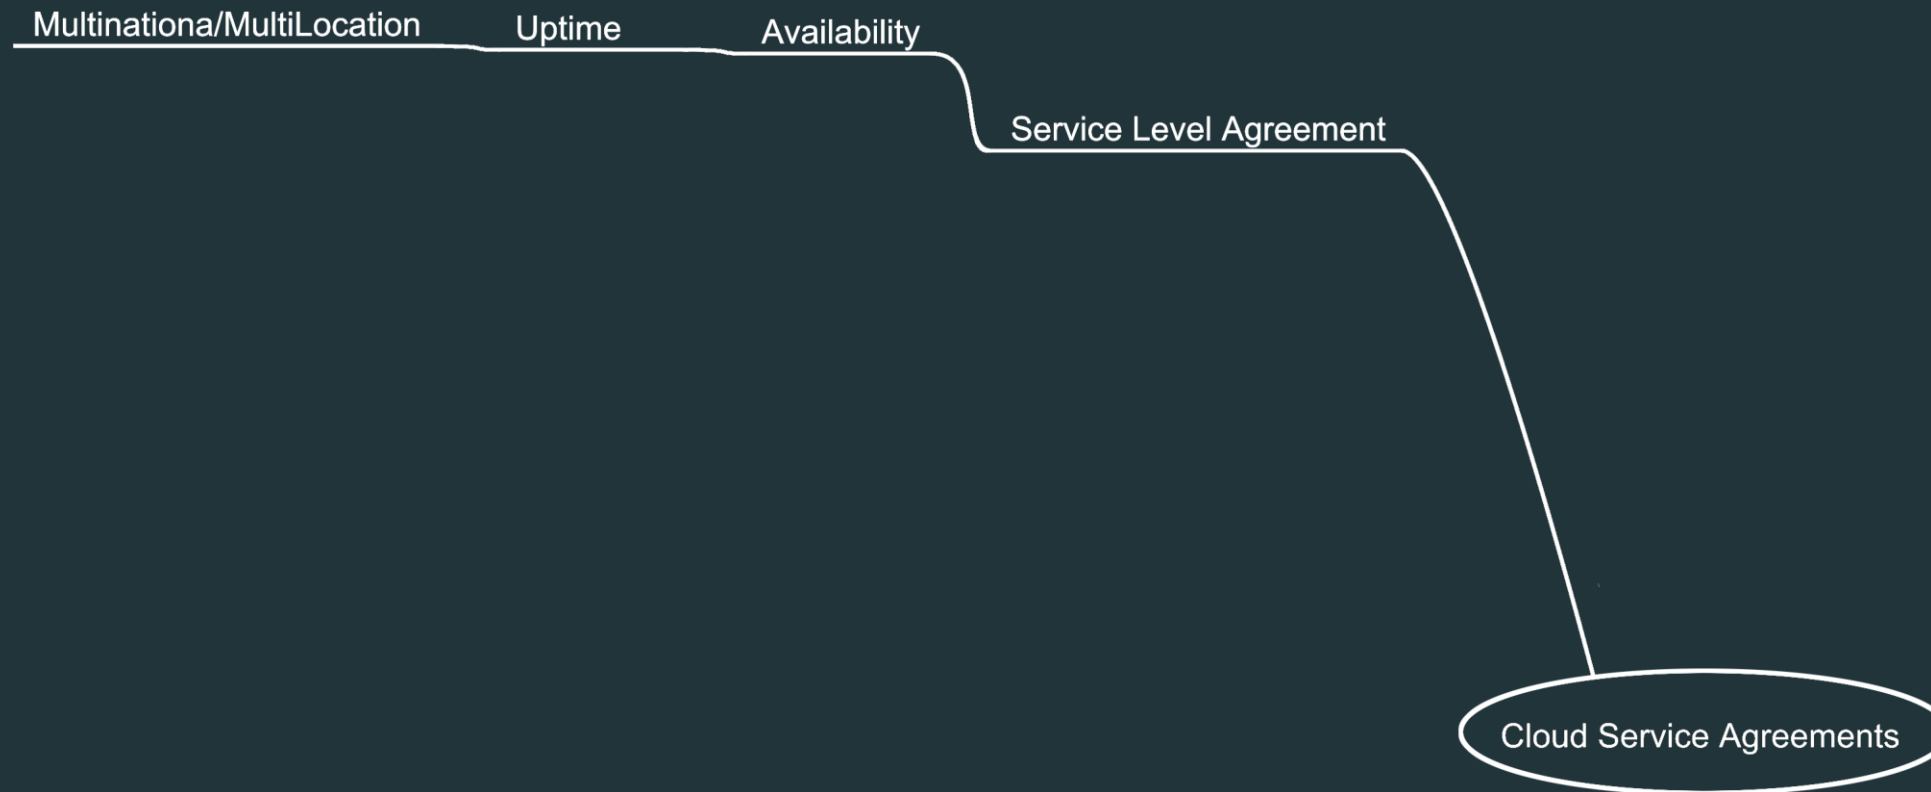 Multinationa/MultiLocation
Uptime
Availability
Service Level Agreement
Cloud Service Agreements